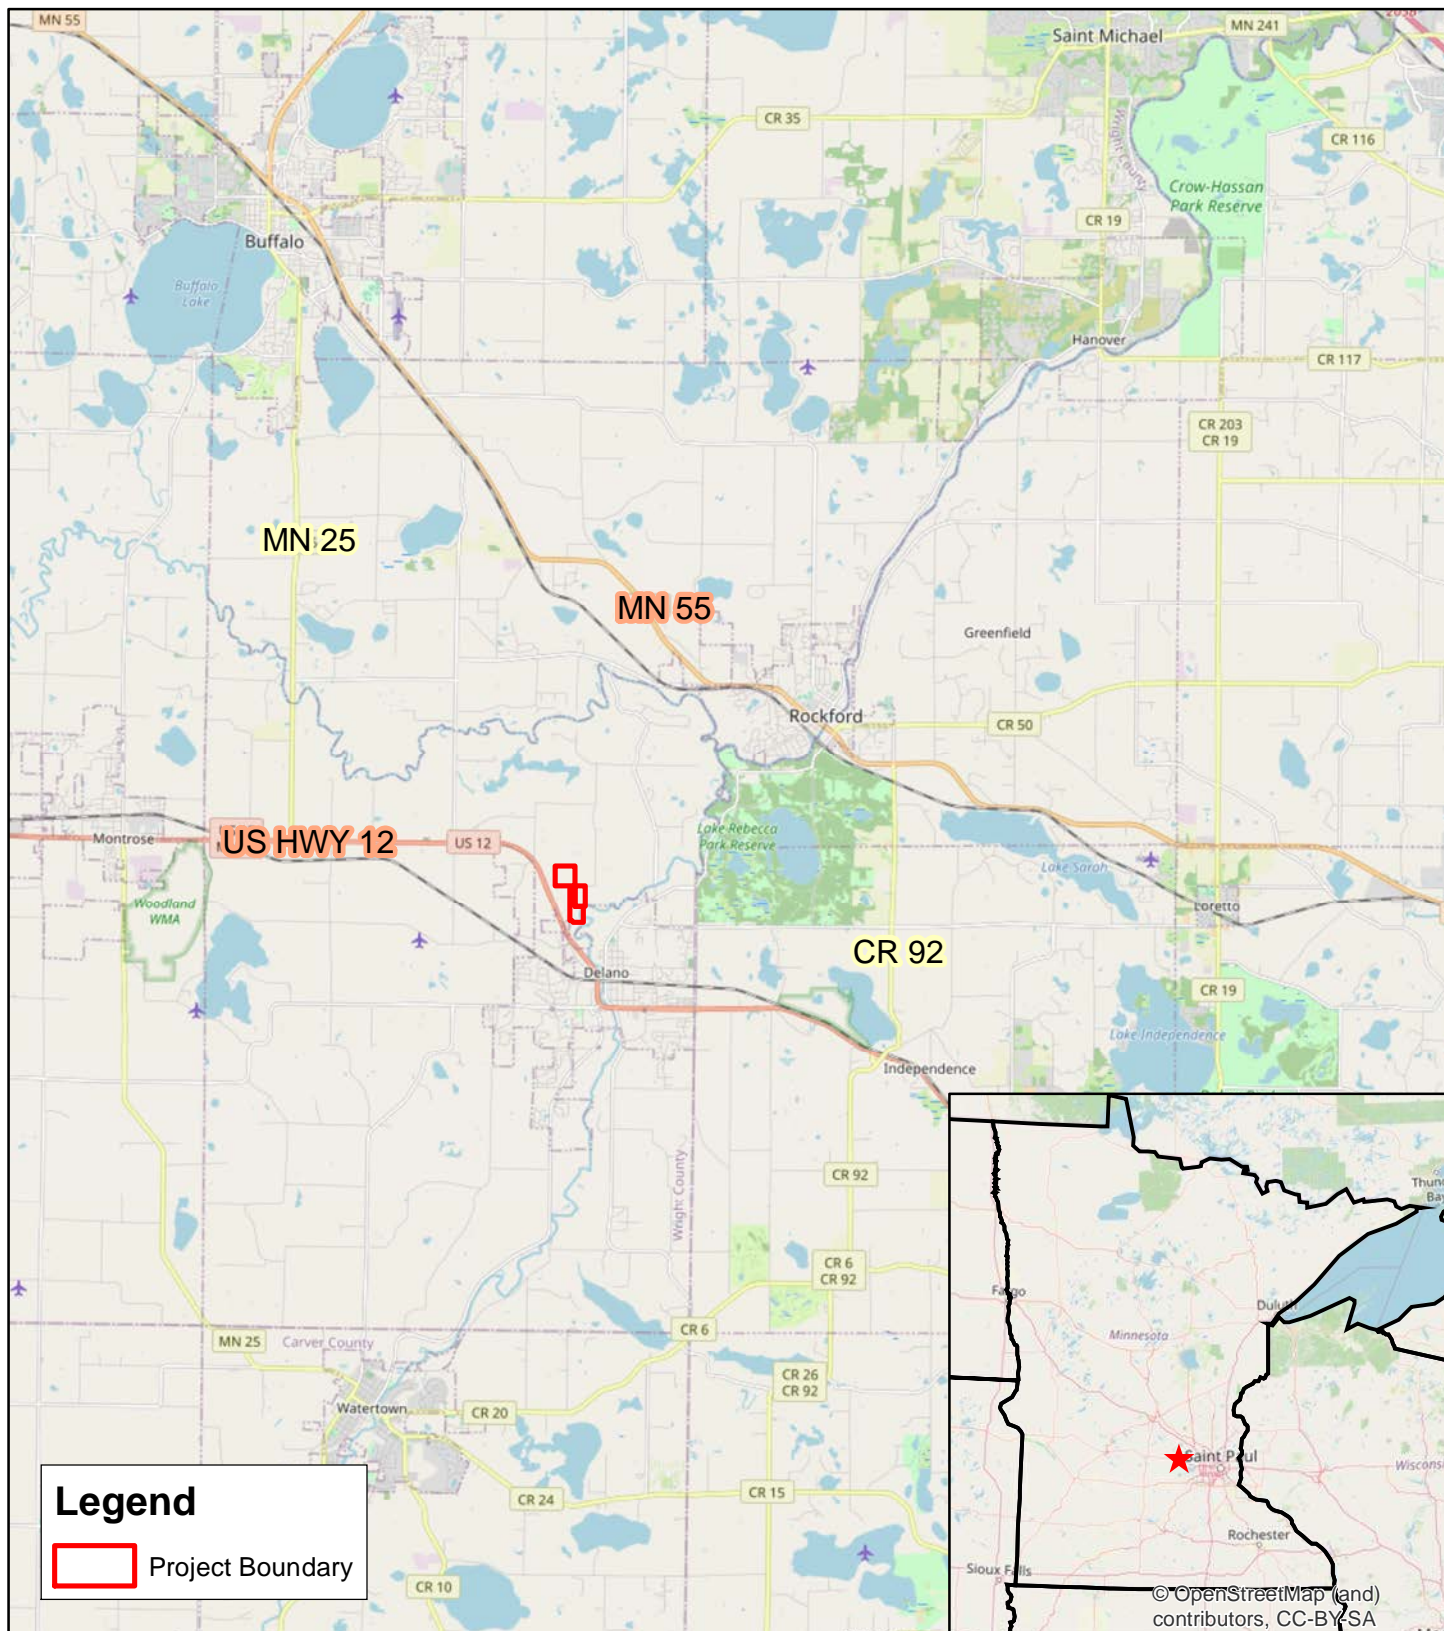 MN 55
Saint Michael
MN 241
CR 35
CR 116
Wright County
Crow-Hassan
Park Reserve
CR 19
Buffalo
Buffalo
Lake
Hanover
CR 117
CR 203
CR 19
MN 25
MN 55
Greenfield
Rockford
CR 50
Montrose
US HWY 12
US 12
Lake Rebecca
Park Reserve
Lake Sarah
Woodland
WMA
Loretto
CR 92
Delano
CR 19
Lake Independence
Independence
CR 92
Wright County
CR 6
CR 92
CR 6
MN 25
Carver County
CR 26
CR 92
Watertown
CR 20
CR 24
CR 15
CR 10
Legend
Project Boundary
Fargo
Duluth
Minnesota
Saint Paul
Rochester
Sioux Falls
© OpenStreetMap (and)
contributors, CC-BY-SA